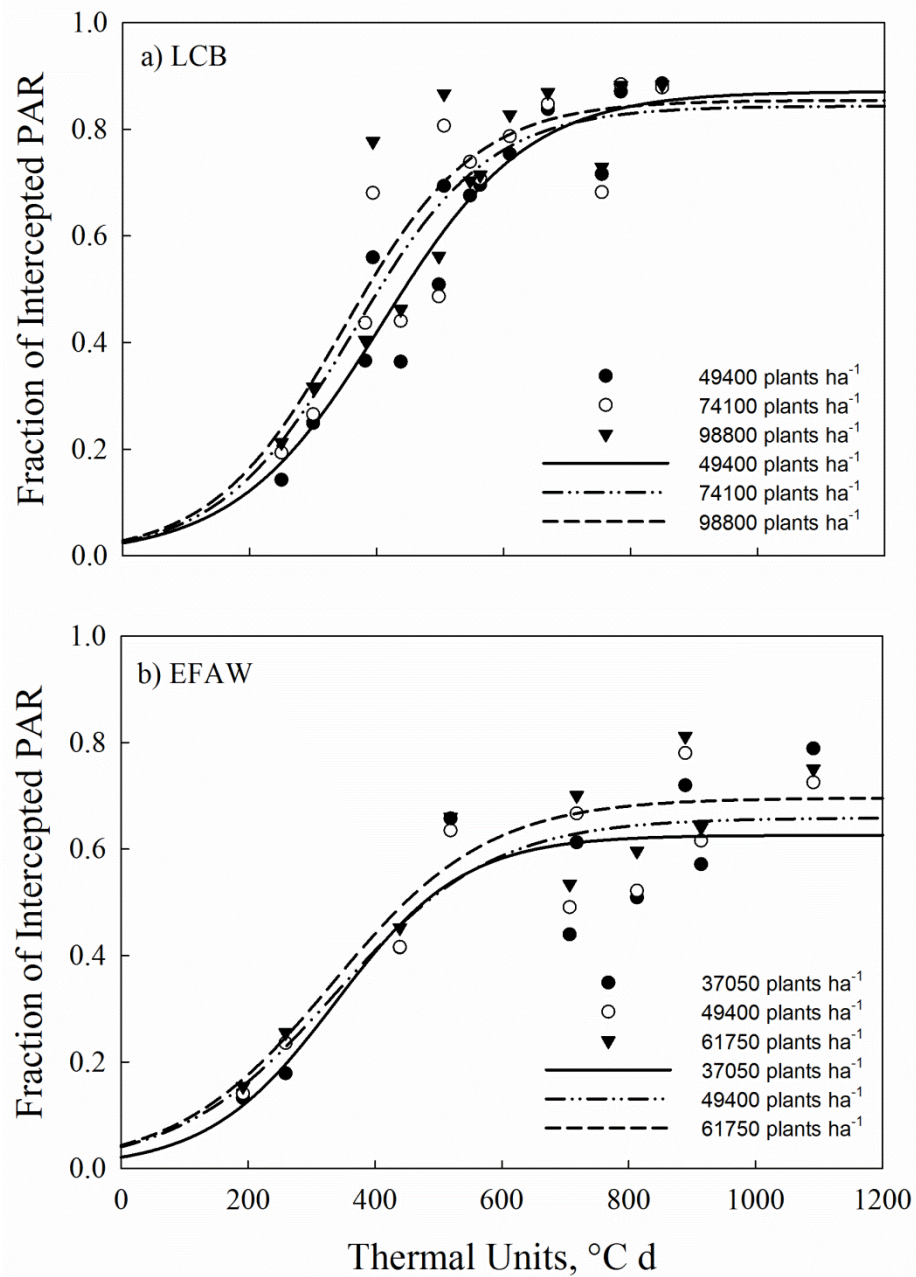 1.0
a) LCB
0.8
0.6
0.4
0.2
0.0
Fraction of Intercepted PAR
49400 plants ha-1
74100 plants ha-1
98800 plants ha-1
49400 plants ha-1
74100 plants ha-1
98800 plants ha-1
1.0
b) EFAW
0.8
0.6
0.4
0.2
0.0
Fraction of Intercepted PAR
37050 plants ha-1
49400 plants ha-1
61750 plants ha-1
37050 plants ha-1
49400 plants ha-1
61750 plants ha-1
0 200 400 600 800 1000 1200
Thermal Units, °C d